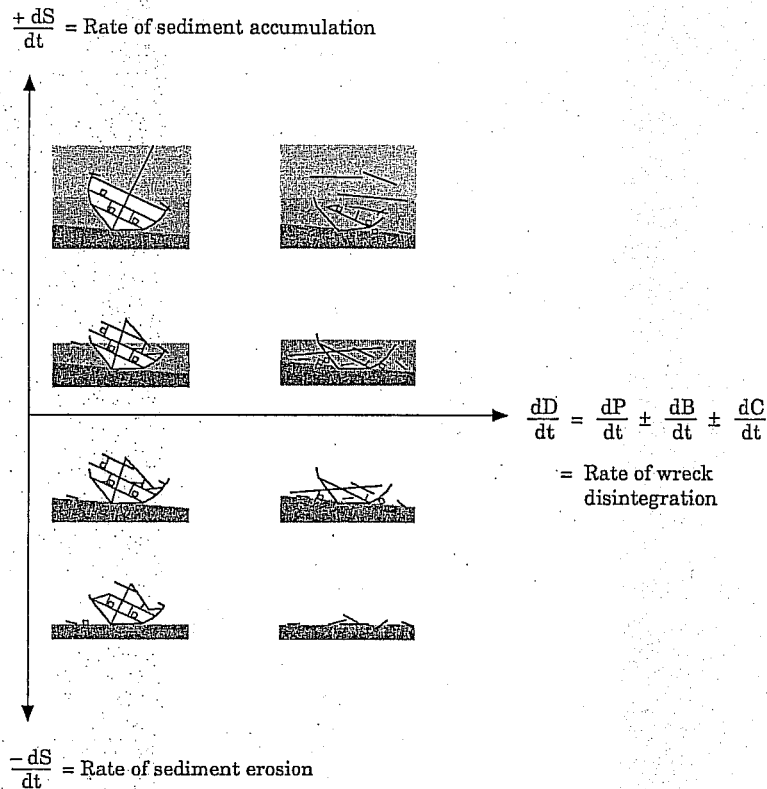 + dS
dt = Rate of sediment accumulation
dD/dt = dP/dt ± dB/dt ± dC/dt
= Rate of wreck
disintegration
− dS
dt = Rate of sediment erosion